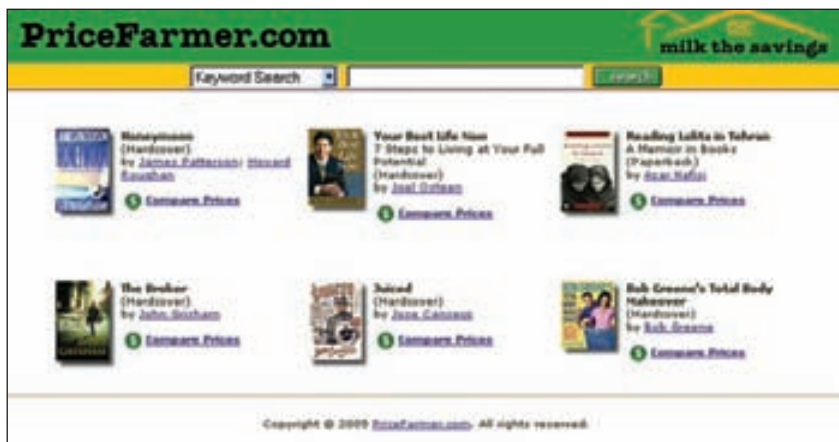 PriceFarmer.com
milk the savings
Keyword Search
search
Honeymoon
(Hardcover)
by James Patterson; Howard
Roughan
Compare Prices
Your Best Life Now
7 Steps to Living at Your Full
Potential
(Hardcover)
by Joel Osteen
Compare Prices
Reading Lolita in Tehran
A Memoir in Books
(Paperback)
by Azar Nafisi
Compare Prices
The Broker
(Hardcover)
by John Grisham
Compare Prices
Juiced
(Hardcover)
by Jose Canseco
Compare Prices
Bob Greene's Total Body
Makeover
(Hardcover)
by Bob Greene
Compare Prices
Copyright © 2005 PriceFarmer.com. All rights reserved.